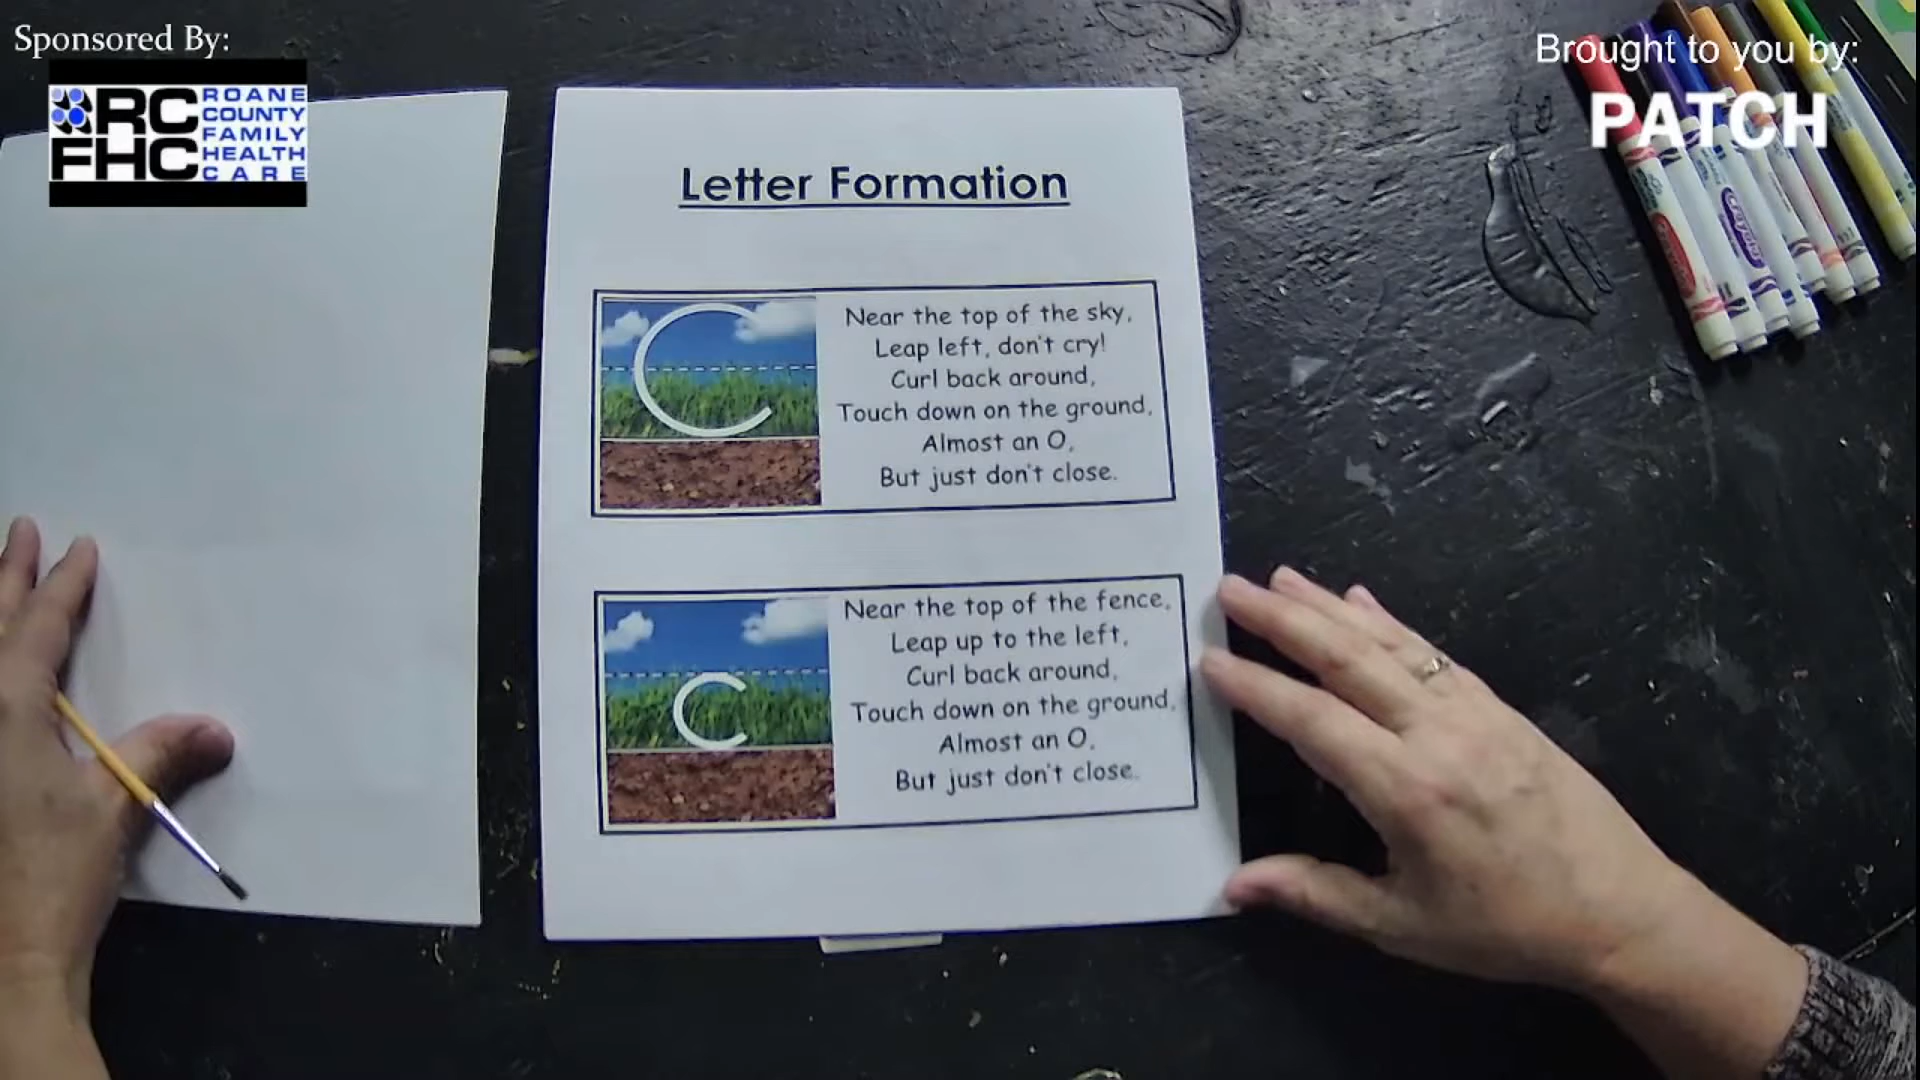 Sponsored By:
RC
FHC
ROANE
COUNTY
FAMILY
HEALTH
CARE
Brought to you by:
PATCH
Letter Formation
Near the top of the sky,
Leap left, don't cry!
Curl back around,
Touch down on the ground,
Almost an O,
But just don't close.
Near the top of the fence,
Leap up to the left,
Curl back around,
Touch down on the ground,
Almost an O,
But just don't close.
C
c
Crayola